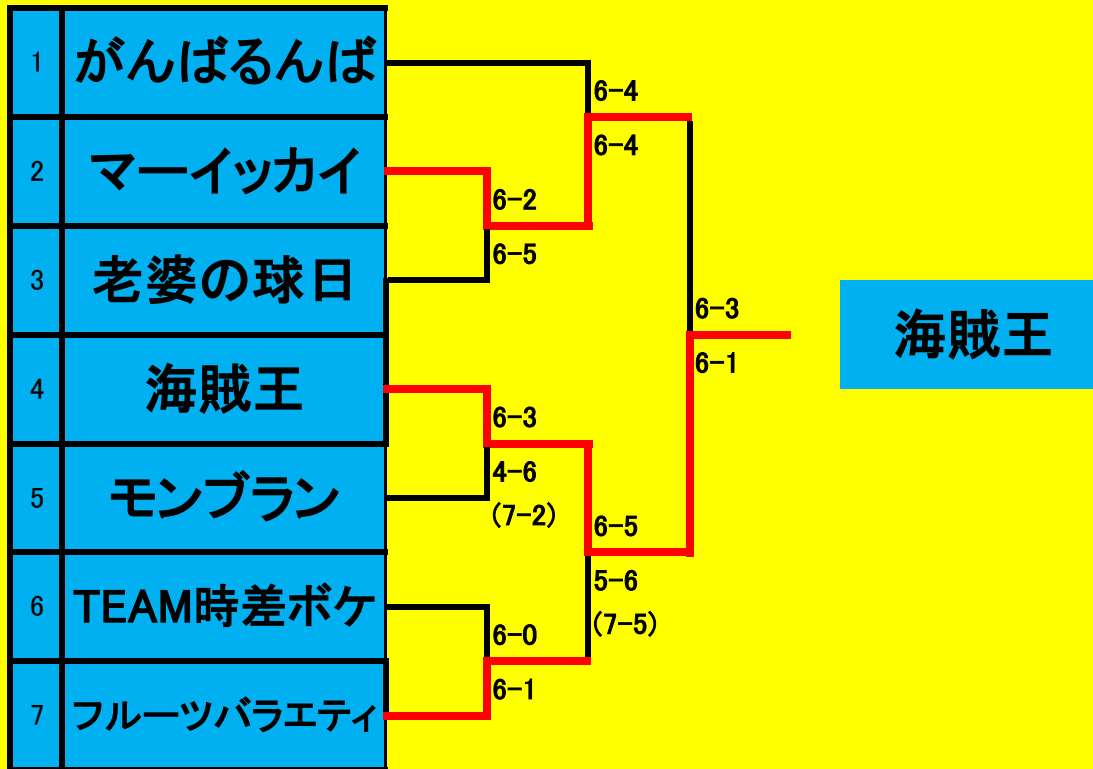 1 がんばるんば
6-4
2 マーイッカイ
6-4
6-2
3 老婆の球日
6-5
6-3
海賊王
4 海賊王
6-1
6-3
5 モンブラン
4-6
(7-2)
6-5
6 TEAM時差ボケ
5-6
(7-5)
6-0
7 フルーツバラエティ
6-1